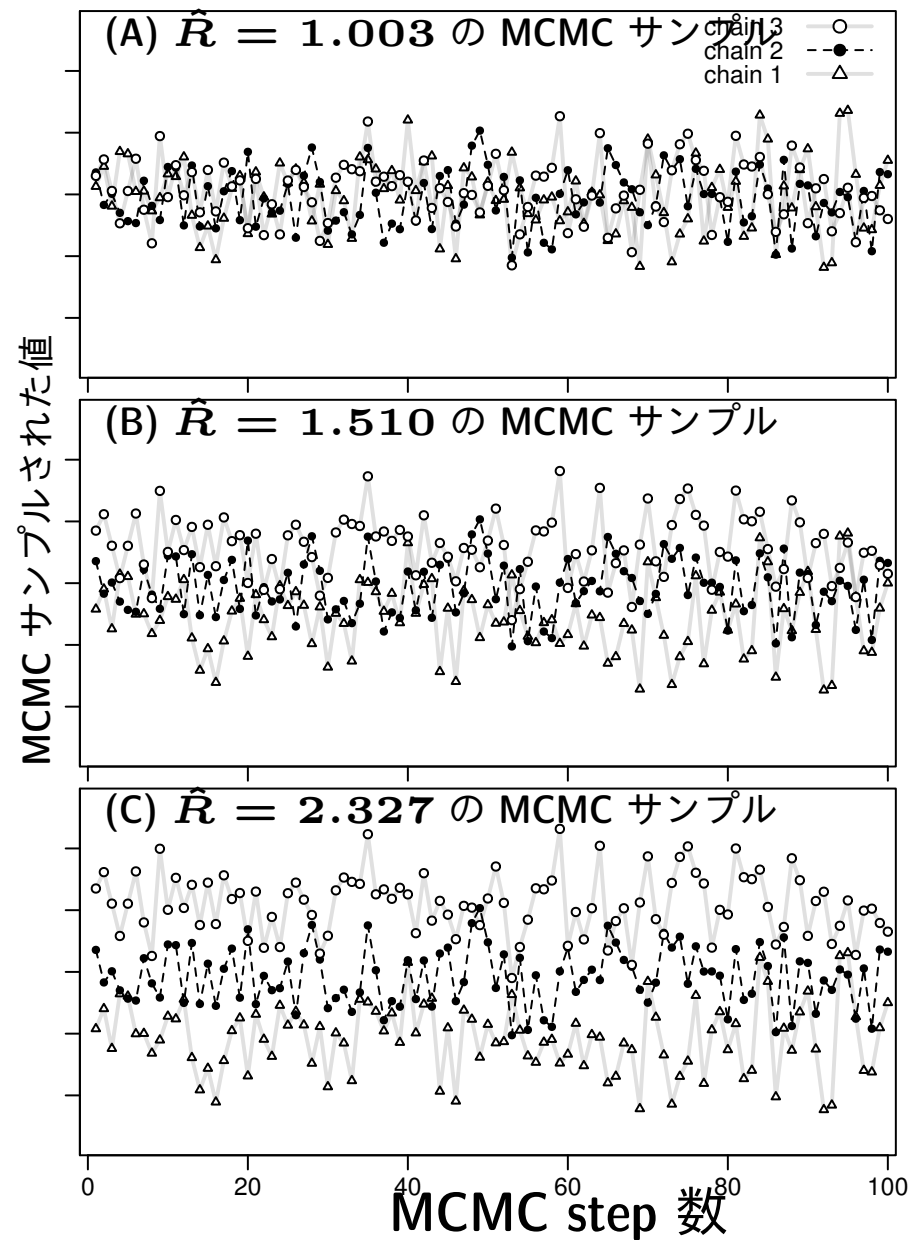 (A) R̂ = 1.003 の MCMC サンプル
chain 3
chain 2
chain 1
MCMC サンプルされた値
(B) R̂ = 1.510 の MCMC サンプル
(C) R̂ = 2.327 の MCMC サンプル
0 20 40 60 80 100
MCMC step 数